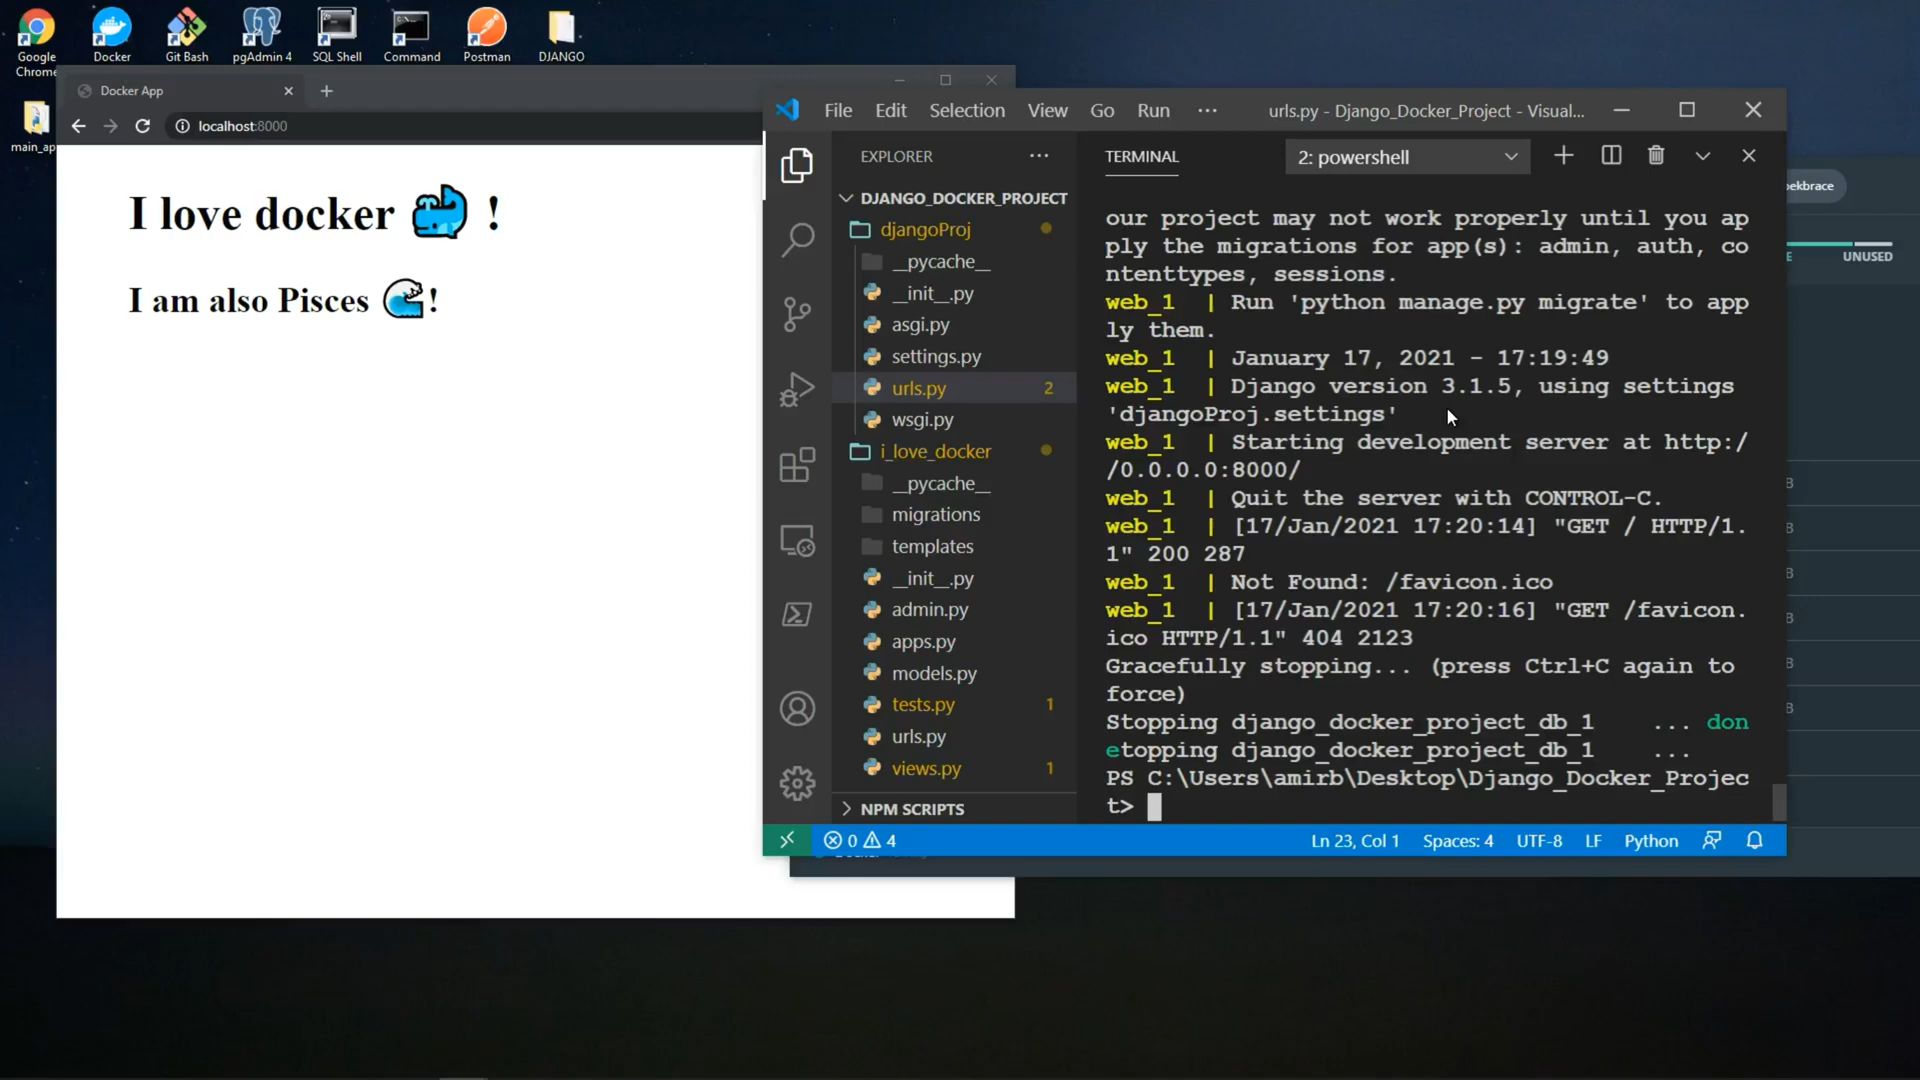 Google
Chrome
Docker
Git Bash
pgAdmin 4
SQL Shell
Command
Postman
DJANGO
main_ap
Docker App
localhost:8000
I love docker 🐳 !
I am also Pisces 🌊!
File Edit Selection View Go Run ··· urls.py - Django_Docker_Project - Visual...
EXPLORER
DJANGO_DOCKER_PROJECT
djangoProj
__pycache__
__init__.py
asgi.py
settings.py
urls.py 2
wsgi.py
i_love_docker
__pycache__
migrations
templates
__init__.py
admin.py
apps.py
models.py
tests.py 1
urls.py
views.py 1
NPM SCRIPTS
TERMINAL 2: powershell
our project may not work properly until you ap
ply the migrations for app(s): admin, auth, co
ntenttypes, sessions.
web_1 | Run 'python manage.py migrate' to app
ly them.
web_1 | January 17, 2021 - 17:19:49
web_1 | Django version 3.1.5, using settings
'djangoProj.settings'
web_1 | Starting development server at http:/
/0.0.0.0:8000/
web_1 | Quit the server with CONTROL-C.
web_1 | [17/Jan/2021 17:20:14] "GET / HTTP/1.
1" 200 287
web_1 | Not Found: /favicon.ico
web_1 | [17/Jan/2021 17:20:16] "GET /favicon.
ico HTTP/1.1" 404 2123
Gracefully stopping... (press Ctrl+C again to
force)
Stopping django_docker_project_db_1 ... don
etopping django_docker_project_db_1 ...
PS C:\Users\amirb\Desktop\Django_Docker_Projec
t>
0 4 Ln 23, Col 1 Spaces: 4 UTF-8 LF Python
ekbrace
E UNUSED
B
B
B
B
B
B